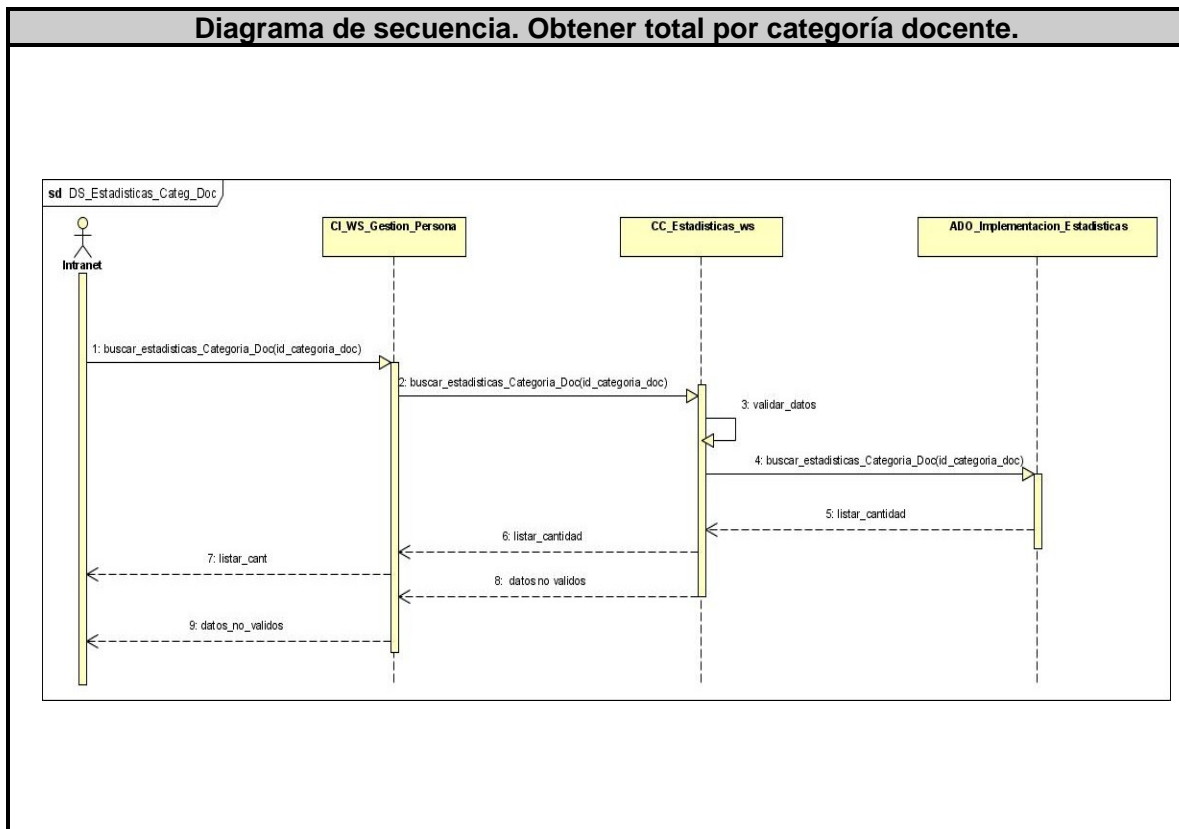 Diagrama de secuencia. Obtener total por categoría docente.
sd DS_Estadisticas_Categ_Doc
Intranet
CI_WS_Gestion_Persona
CC_Estadisticas_ws
ADO_Implementacion_Estadisticas
1: buscar_estadisticas_Categoria_Doc(id_categoria_doc)
2: buscar_estadisticas_Categoria_Doc(id_categoria_doc)
3: validar_datos
4: buscar_estadisticas_Categoria_Doc(id_categoria_doc)
5: listar_cantidad
6: listar_cantidad
7: listar_cant
8: datos no validos
9: datos_no_validos